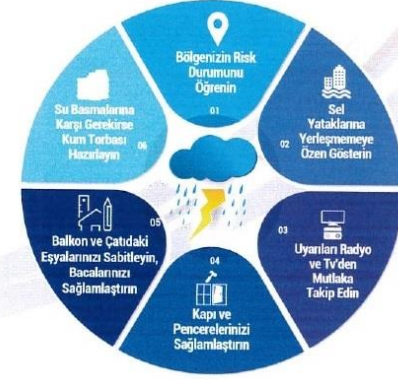 Bölgenizin Risk
Durumunu
Öğrenin
01
Sel
Yataklarına
Yerleşmemeye
Özen Gösterin
02
03
Uyarıları Radyo
ve Tv'den
Mutlaka
Takip Edin
04
Kapı ve
Pencerelerinizi
Sağlamlaştırın
05
Balkon ve Çatıdaki
Eşyalarınızı Sabitleyin,
Bacalarınızı
Sağlamlaştırın
Su Basmalarına
Karşı Gerekirse
Kum Torbası
Hazırlayın
06